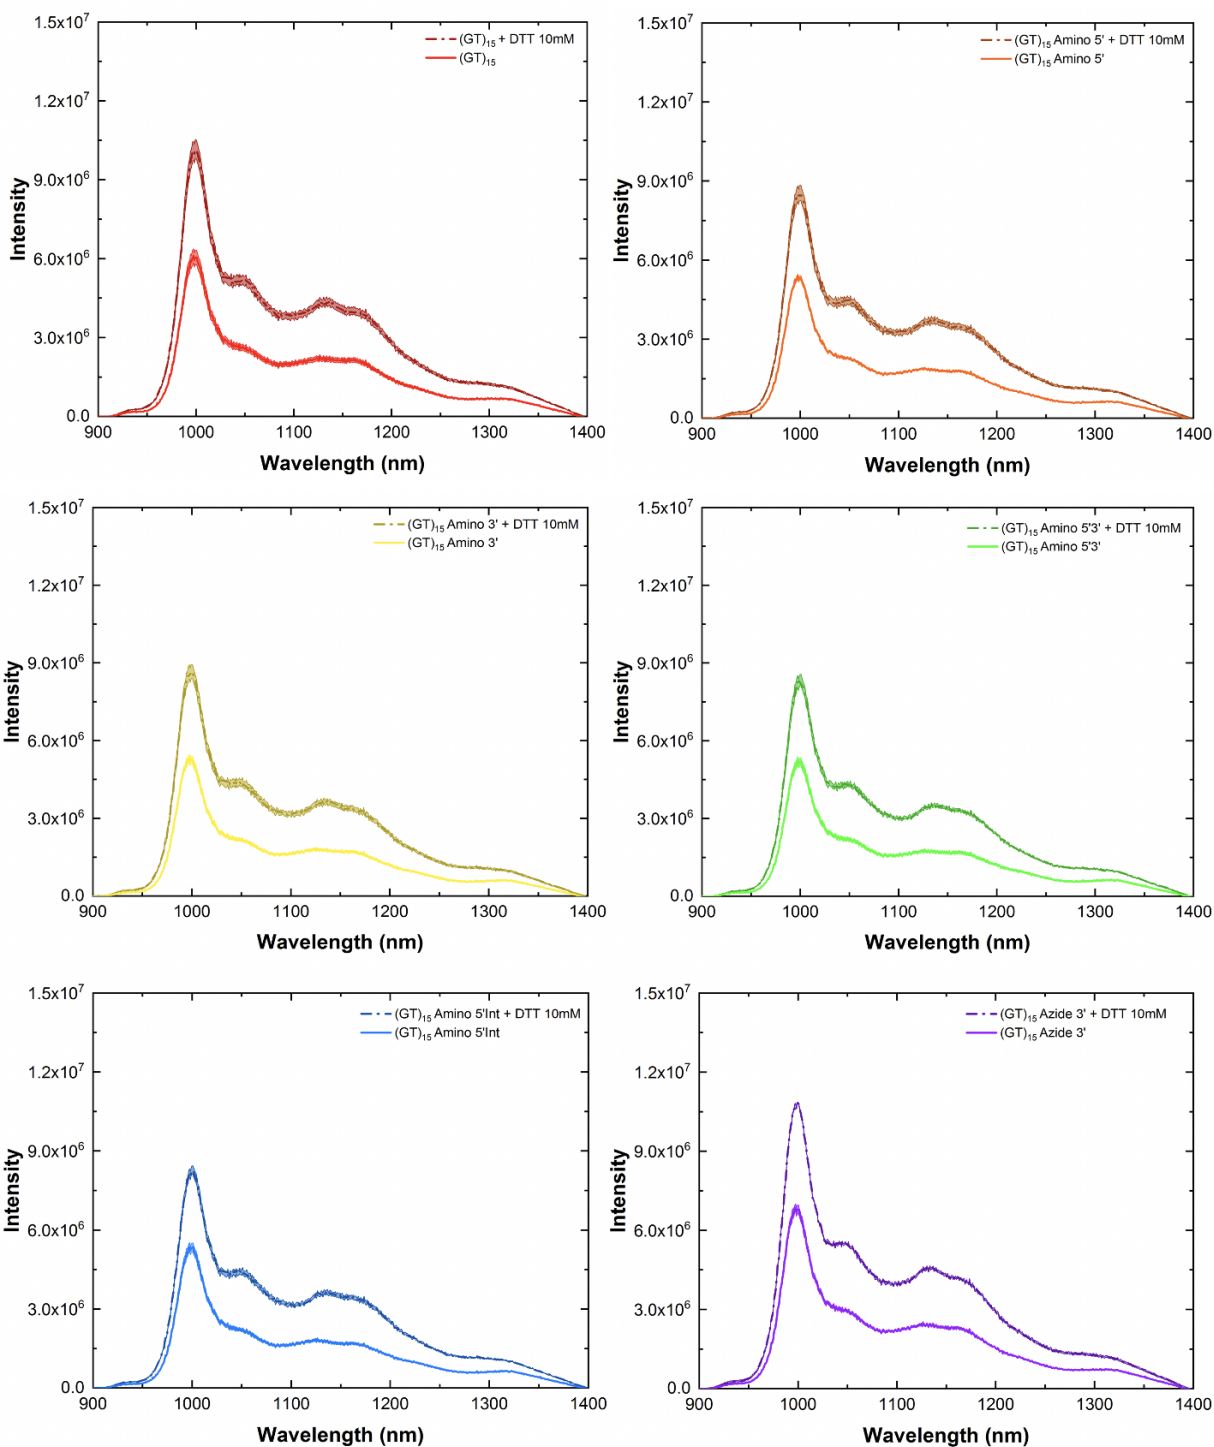 1.5x10⁷
1.2x10⁷
9.0x10⁶
6.0x10⁶
3.0x10⁶
0.0
900 1000 1100 1200 1300 1400
Intensity
Wavelength (nm)
(GT)₁₅ + DTT 10mM
(GT)₁₅
1.5x10⁷
1.2x10⁷
9.0x10⁶
6.0x10⁶
3.0x10⁶
0.0
900 1000 1100 1200 1300 1400
Intensity
Wavelength (nm)
(GT)₁₅ Amino 5' + DTT 10mM
(GT)₁₅ Amino 5'
1.5x10⁷
1.2x10⁷
9.0x10⁶
6.0x10⁶
3.0x10⁶
0.0
900 1000 1100 1200 1300 1400
Intensity
Wavelength (nm)
(GT)₁₅ Amino 3' + DTT 10mM
(GT)₁₅ Amino 3'
1.5x10⁷
1.2x10⁷
9.0x10⁶
6.0x10⁶
3.0x10⁶
0.0
900 1000 1100 1200 1300 1400
Intensity
Wavelength (nm)
(GT)₁₅ Amino 5'3' + DTT 10mM
(GT)₁₅ Amino 5'3'
1.5x10⁷
1.2x10⁷
9.0x10⁶
6.0x10⁶
3.0x10⁶
0.0
900 1000 1100 1200 1300 1400
Intensity
Wavelength (nm)
(GT)₁₅ Amino 5'Int + DTT 10mM
(GT)₁₅ Amino 5'Int
1.5x10⁷
1.2x10⁷
9.0x10⁶
6.0x10⁶
3.0x10⁶
0.0
900 1000 1100 1200 1300 1400
Intensity
Wavelength (nm)
(GT)₁₅ Azide 3' + DTT 10mM
(GT)₁₅ Azide 3'